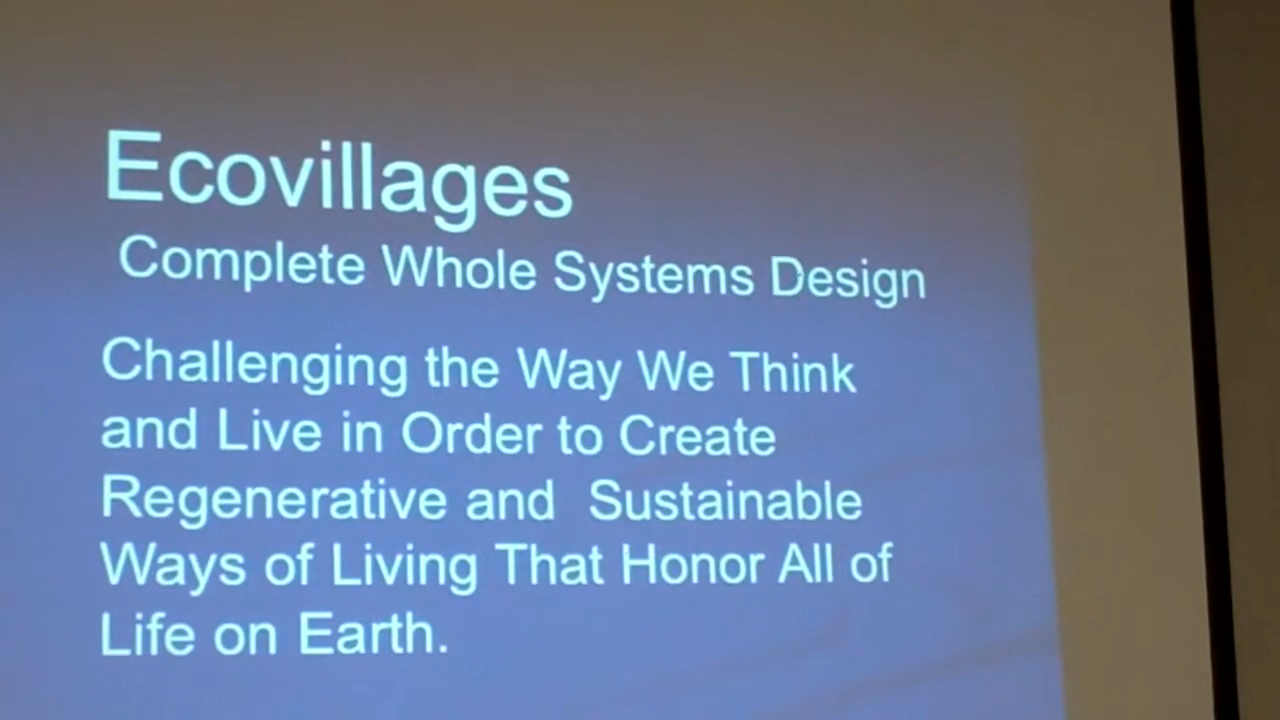 Ecovillages
Complete Whole Systems Design
Challenging the Way We Think
and Live in Order to Create
Regenerative and  Sustainable
Ways of Living That Honor All of
Life on Earth.